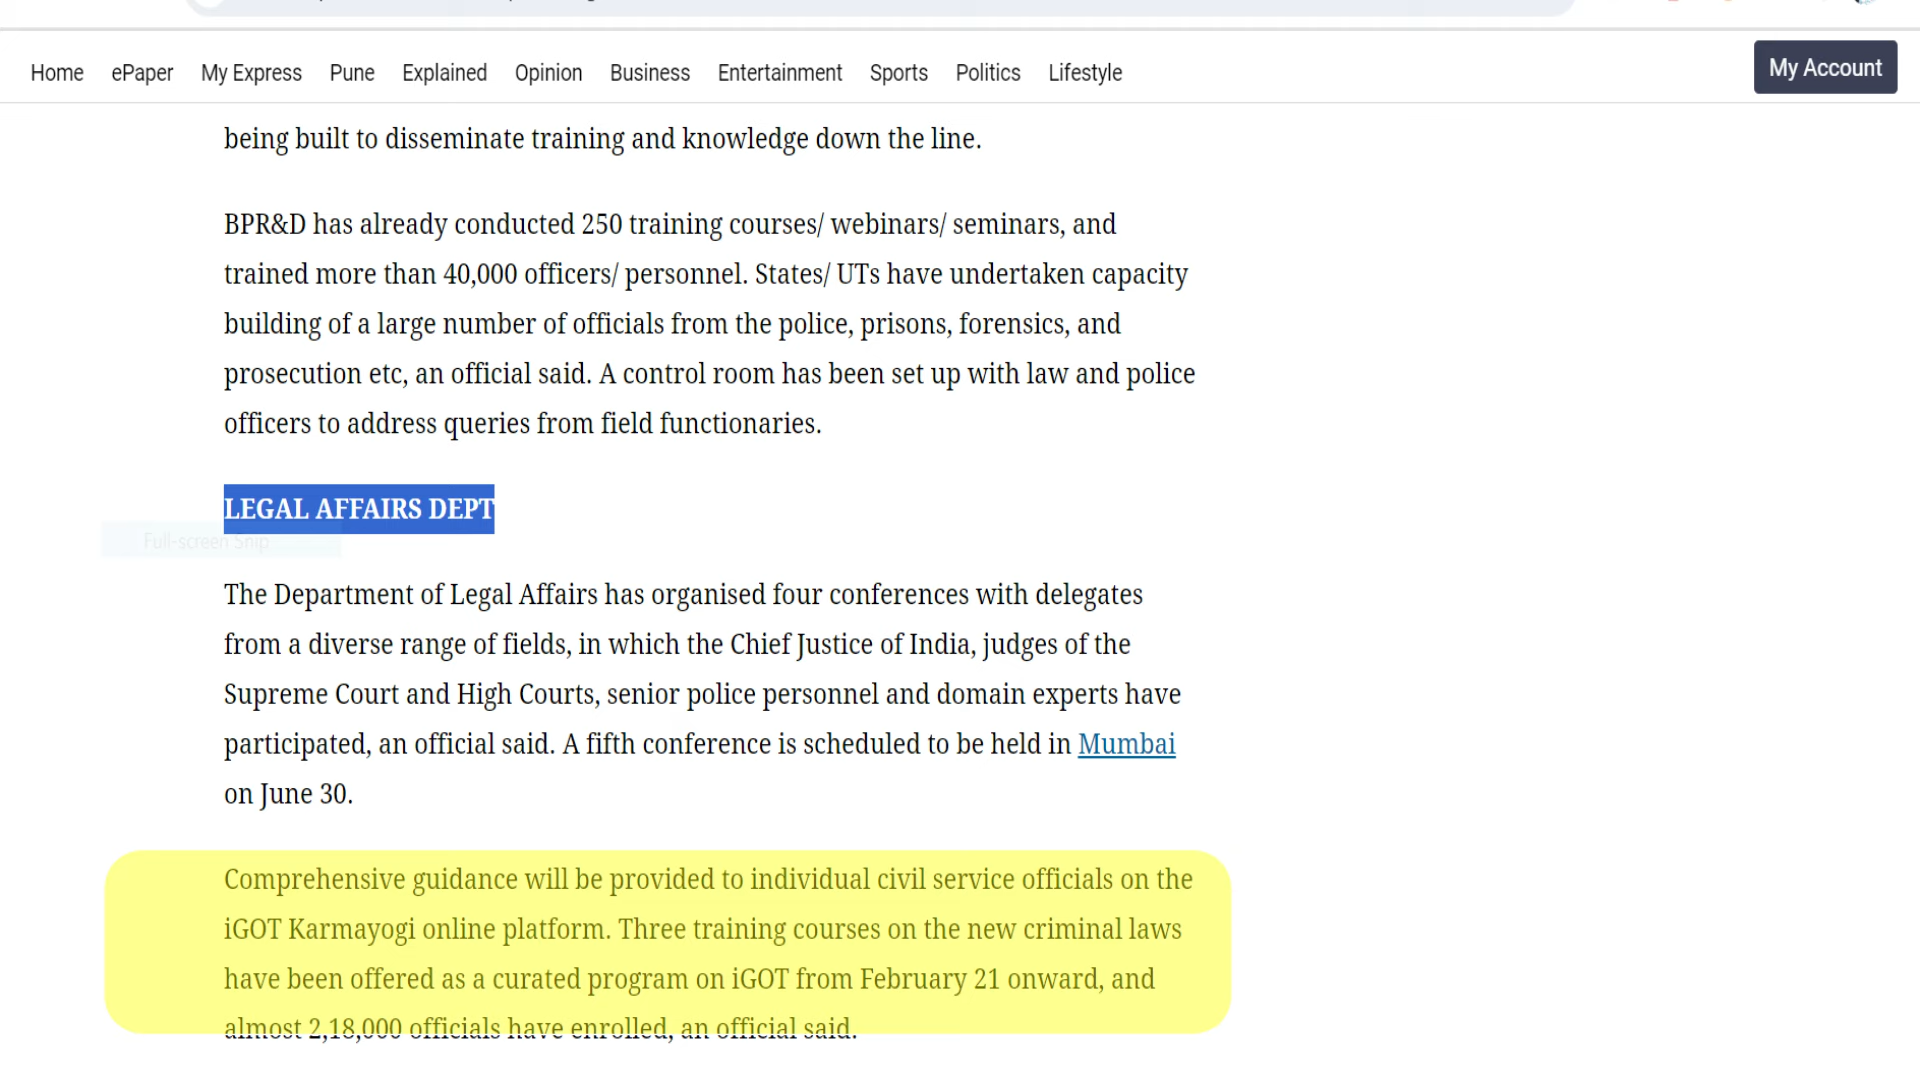 Home ePaper My Express Pune Explained Opinion Business Entertainment Sports Politics Lifestyle My Account
being built to disseminate training and knowledge down the line.
BPR&D has already conducted 250 training courses/ webinars/ seminars, and
trained more than 40,000 officers/ personnel. States/ UTs have undertaken capacity
building of a large number of officials from the police, prisons, forensics, and
prosecution etc, an official said. A control room has been set up with law and police
officers to address queries from field functionaries.
LEGAL AFFAIRS DEPT
Full-screen Snip
The Department of Legal Affairs has organised four conferences with delegates
from a diverse range of fields, in which the Chief Justice of India, judges of the
Supreme Court and High Courts, senior police personnel and domain experts have
participated, an official said. A fifth conference is scheduled to be held in Mumbai
on June 30.
Comprehensive guidance will be provided to individual civil service officials on the
iGOT Karmayogi online platform. Three training courses on the new criminal laws
have been offered as a curated program on iGOT from February 21 onward, and
almost 2,18,000 officials have enrolled, an official said.